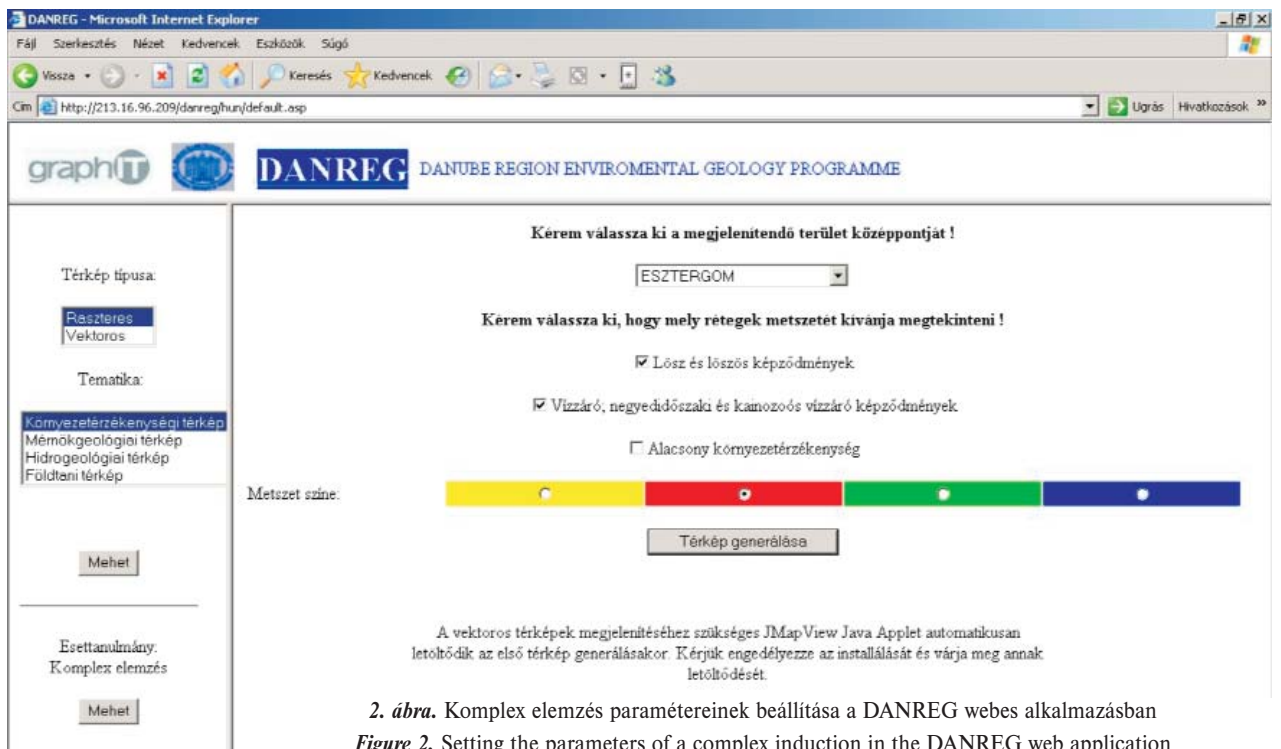 DANREG - Microsoft Internet Explorer
Fájl Szerkesztés Nézet Kedvencek Eszközök Súgó
Vissza Keresés Kedvencek
Cím http://213.16.96.209/danreg/hun/default.asp Ugrás Hivatkozások »
graphIT DANREG DANUBE REGION ENVIROMENTAL GEOLOGY PROGRAMME
Térkép típusa:
Raszteres
Vektoros
Tematika:
Környezetérzékenységi térkép
Mérnökgeológiai térkép
Hidrogeológiai térkép
Földtani térkép
Mehet
Esettanulmány:
Komplex elemzés
Mehet
Kérem válassza ki a megjelenítendő terület középpontját !
ESZTERGOM
Kérem válassza ki, hogy mely rétegek metszetét kívánja megtekinteni !
Lösz és löszös képződmények
Vízzáró, negyedidőszaki és kainozoós vízzáró képződmények
Alacsony környezetérzékenység
Metszet színe:
Térkép generálása
A vektoros térképek megjelenítéséhez szükséges JMapView Java Applet automatikusan
letöltődik az első térkép generálásakor. Kérjük engedélyezze az installálását és várja meg annak
letöltődését.
2. ábra. Komplex elemzés paramétereinek beállítása a DANREG webes alkalmazásban
Figure 2. Setting the parameters of a complex induction in the DANREG web application